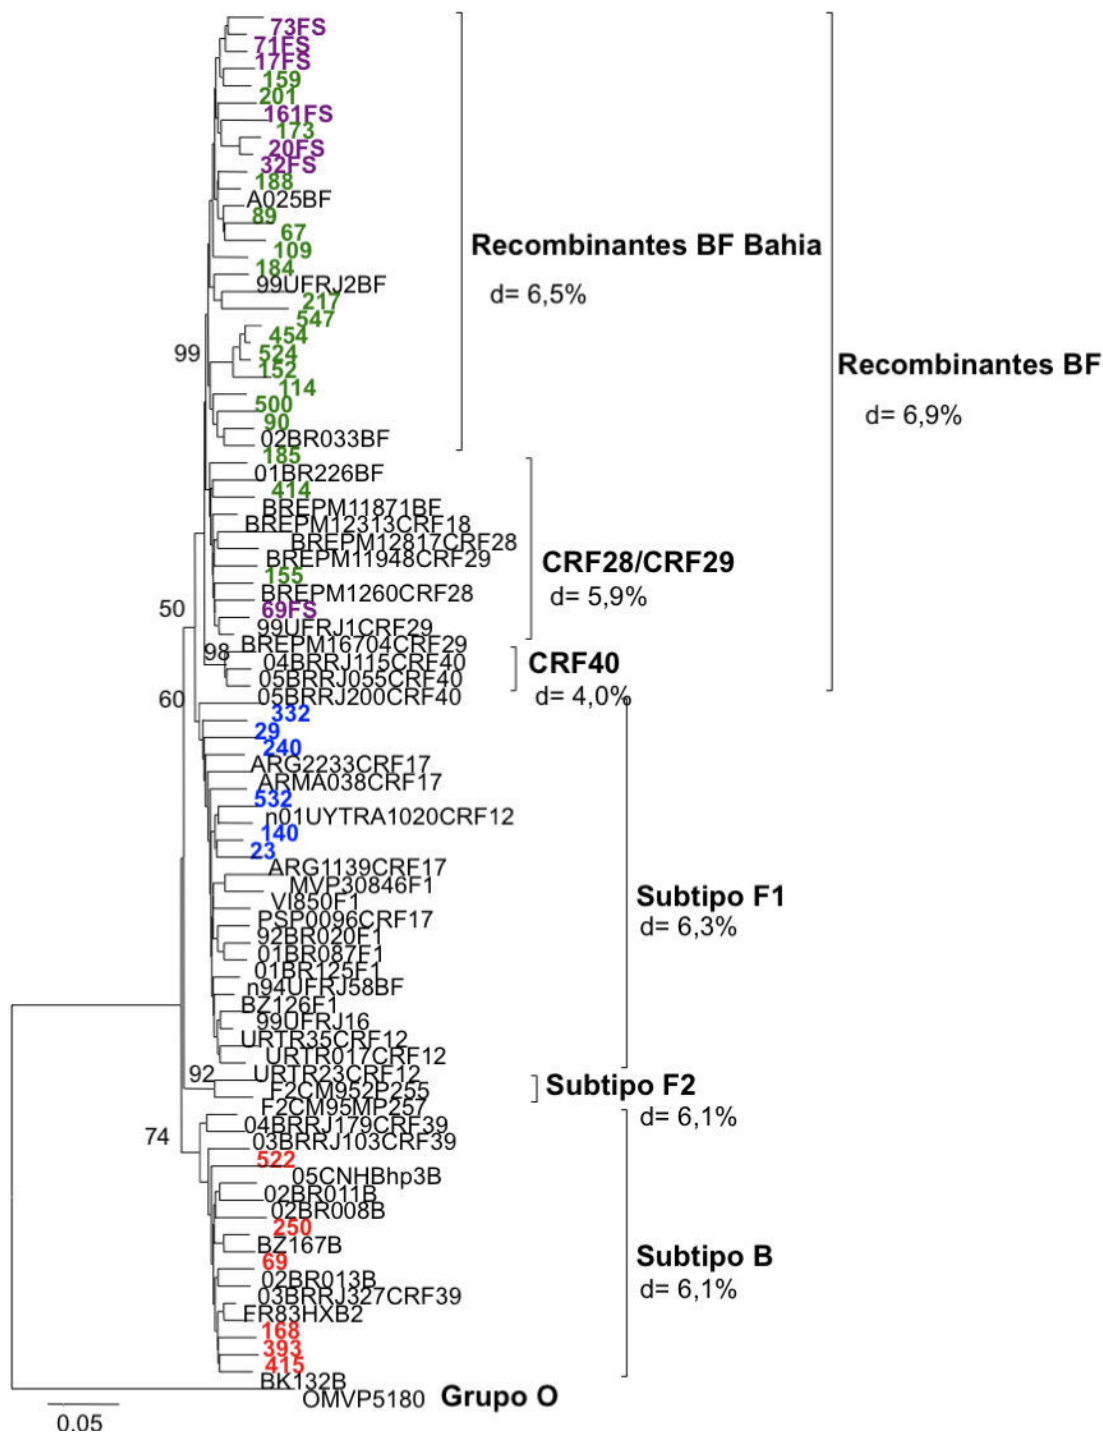 73FS
71FS
17FS
159
201
161FS
173
20FS
32FS
188
A025BF
89
67
109
184
99UFRJ2BF
217
547
454
524
152
114
500
90
02BR033BF
185
01BR226BF
414
BREPM11871BF
BREPM12313CRF18
BREPM12817CRF28
BREPM11948CRF29
155
BREPM1260CRF28
69FS
99UFRJ1CRF29
BREPM16704CRF29
04BRRJ115CRF40
05BRRJ055CRF40
05BRRJ200CRF40
332
29
240
ARG2233CRF17
ARMA038CRF17
532
n01UYTRA1020CRF12
140
23
ARG1139CRF17
MVP30846F1
VI850F1
PSP0096CRF17
92BR020F1
01BR087F1
01BR125F1
n94UFRJ58BF
BZ126F1
99UFRJ16
URTR35CRF12
URTR017CRF12
URTR23CRF12
F2CM952P255
F2CM95MP257
04BRRJ179CRF39
03BRRJ103CRF39
522
05CNHBhp3B
02BR011B
02BR008B
250
BZ167B
69
02BR013B
03BRRJ327CRF39
FR83HXB2
168
393
415
BK132B
OMVP5180
99
50
98
60
92
74
Recombinantes BF Bahia
d= 6,5%
Recombinantes BF
d= 6,9%
CRF28/CRF29
d= 5,9%
CRF40
d= 4,0%
Subtipo F1
d= 6,3%
Subtipo F2
d= 6,1%
Subtipo B
d= 6,1%
Grupo O
0.05